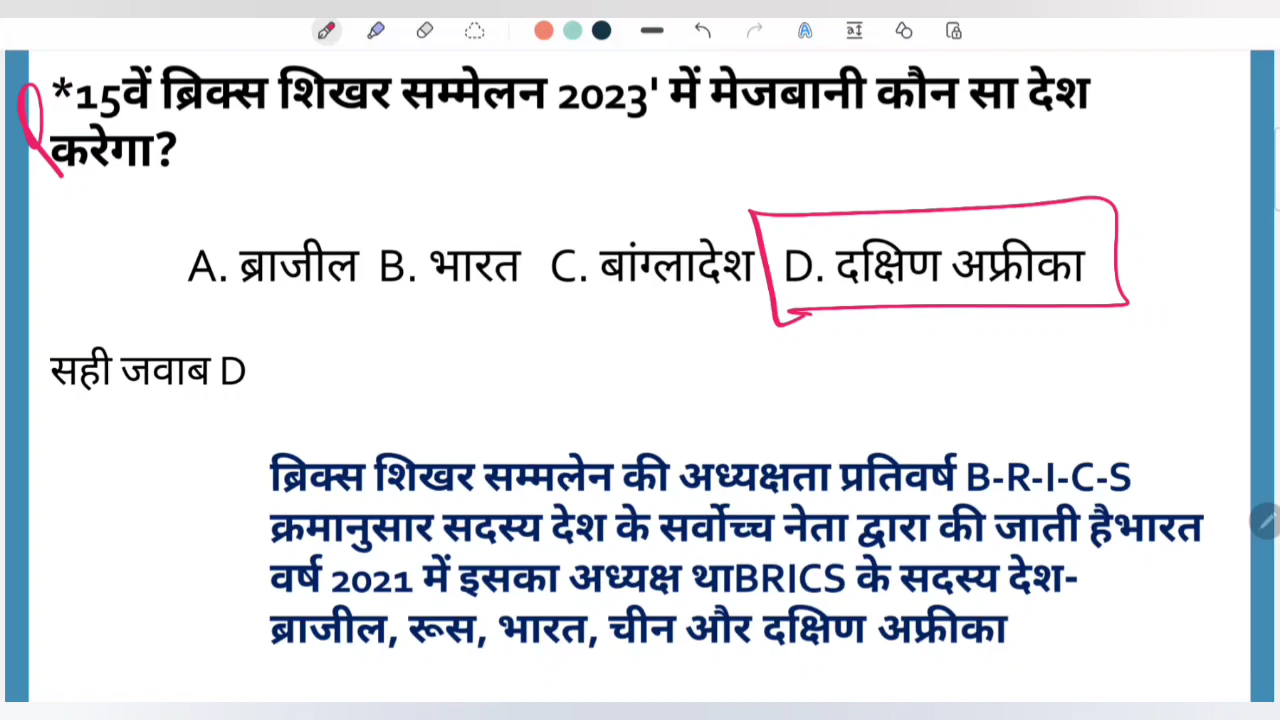 *15वें ब्रिक्स शिखर सम्मेलन 2023' में मेजबानी कौन सा देश
करेगा?
A. ब्राजील B. भारत C. बांग्लादेश D. दक्षिण अफ्रीका
सही जवाब D
ब्रिक्स शिखर सम्मलेन की अध्यक्षता प्रतिवर्ष B-R-I-C-S
क्रमानुसार सदस्य देश के सर्वोच्च नेता द्वारा की जाती हैभारत
वर्ष 2021 में इसका अध्यक्ष थाBRICS के सदस्य देश-
ब्राजील, रूस, भारत, चीन और दक्षिण अफ्रीका